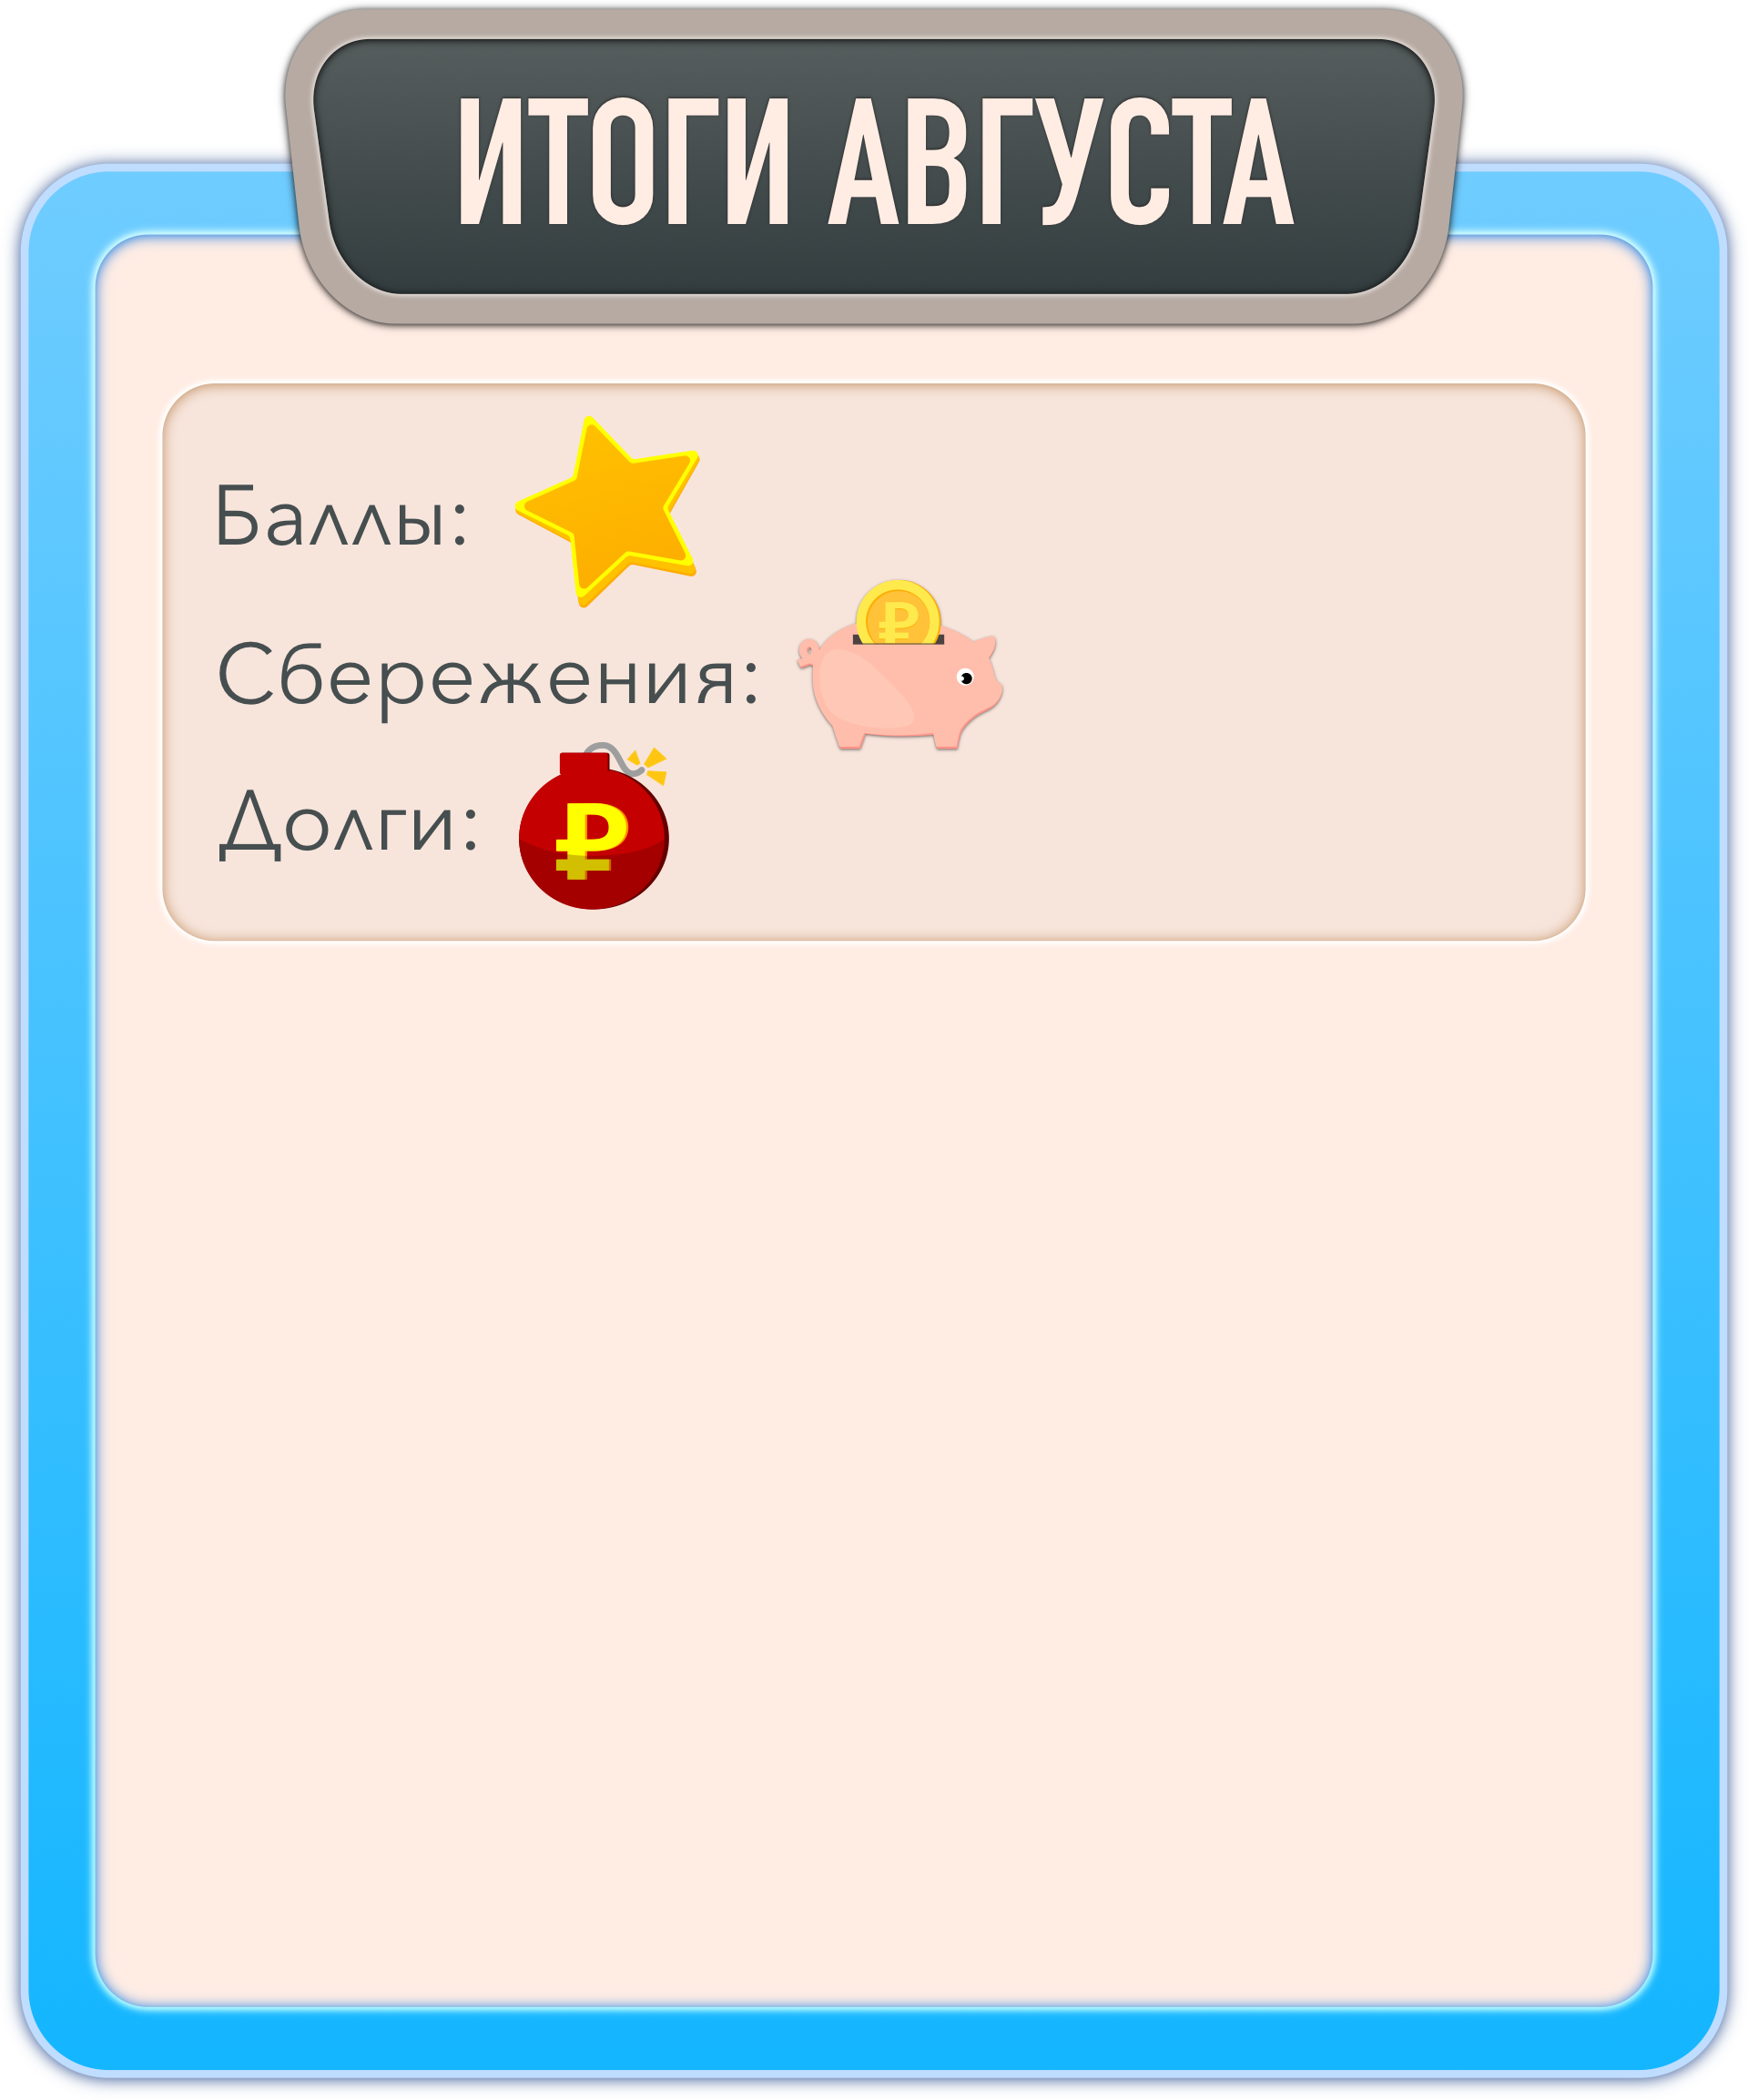 ИТОГИ АВГУСТА
Баллы:
₽
Сбережения:
Долги:
₽